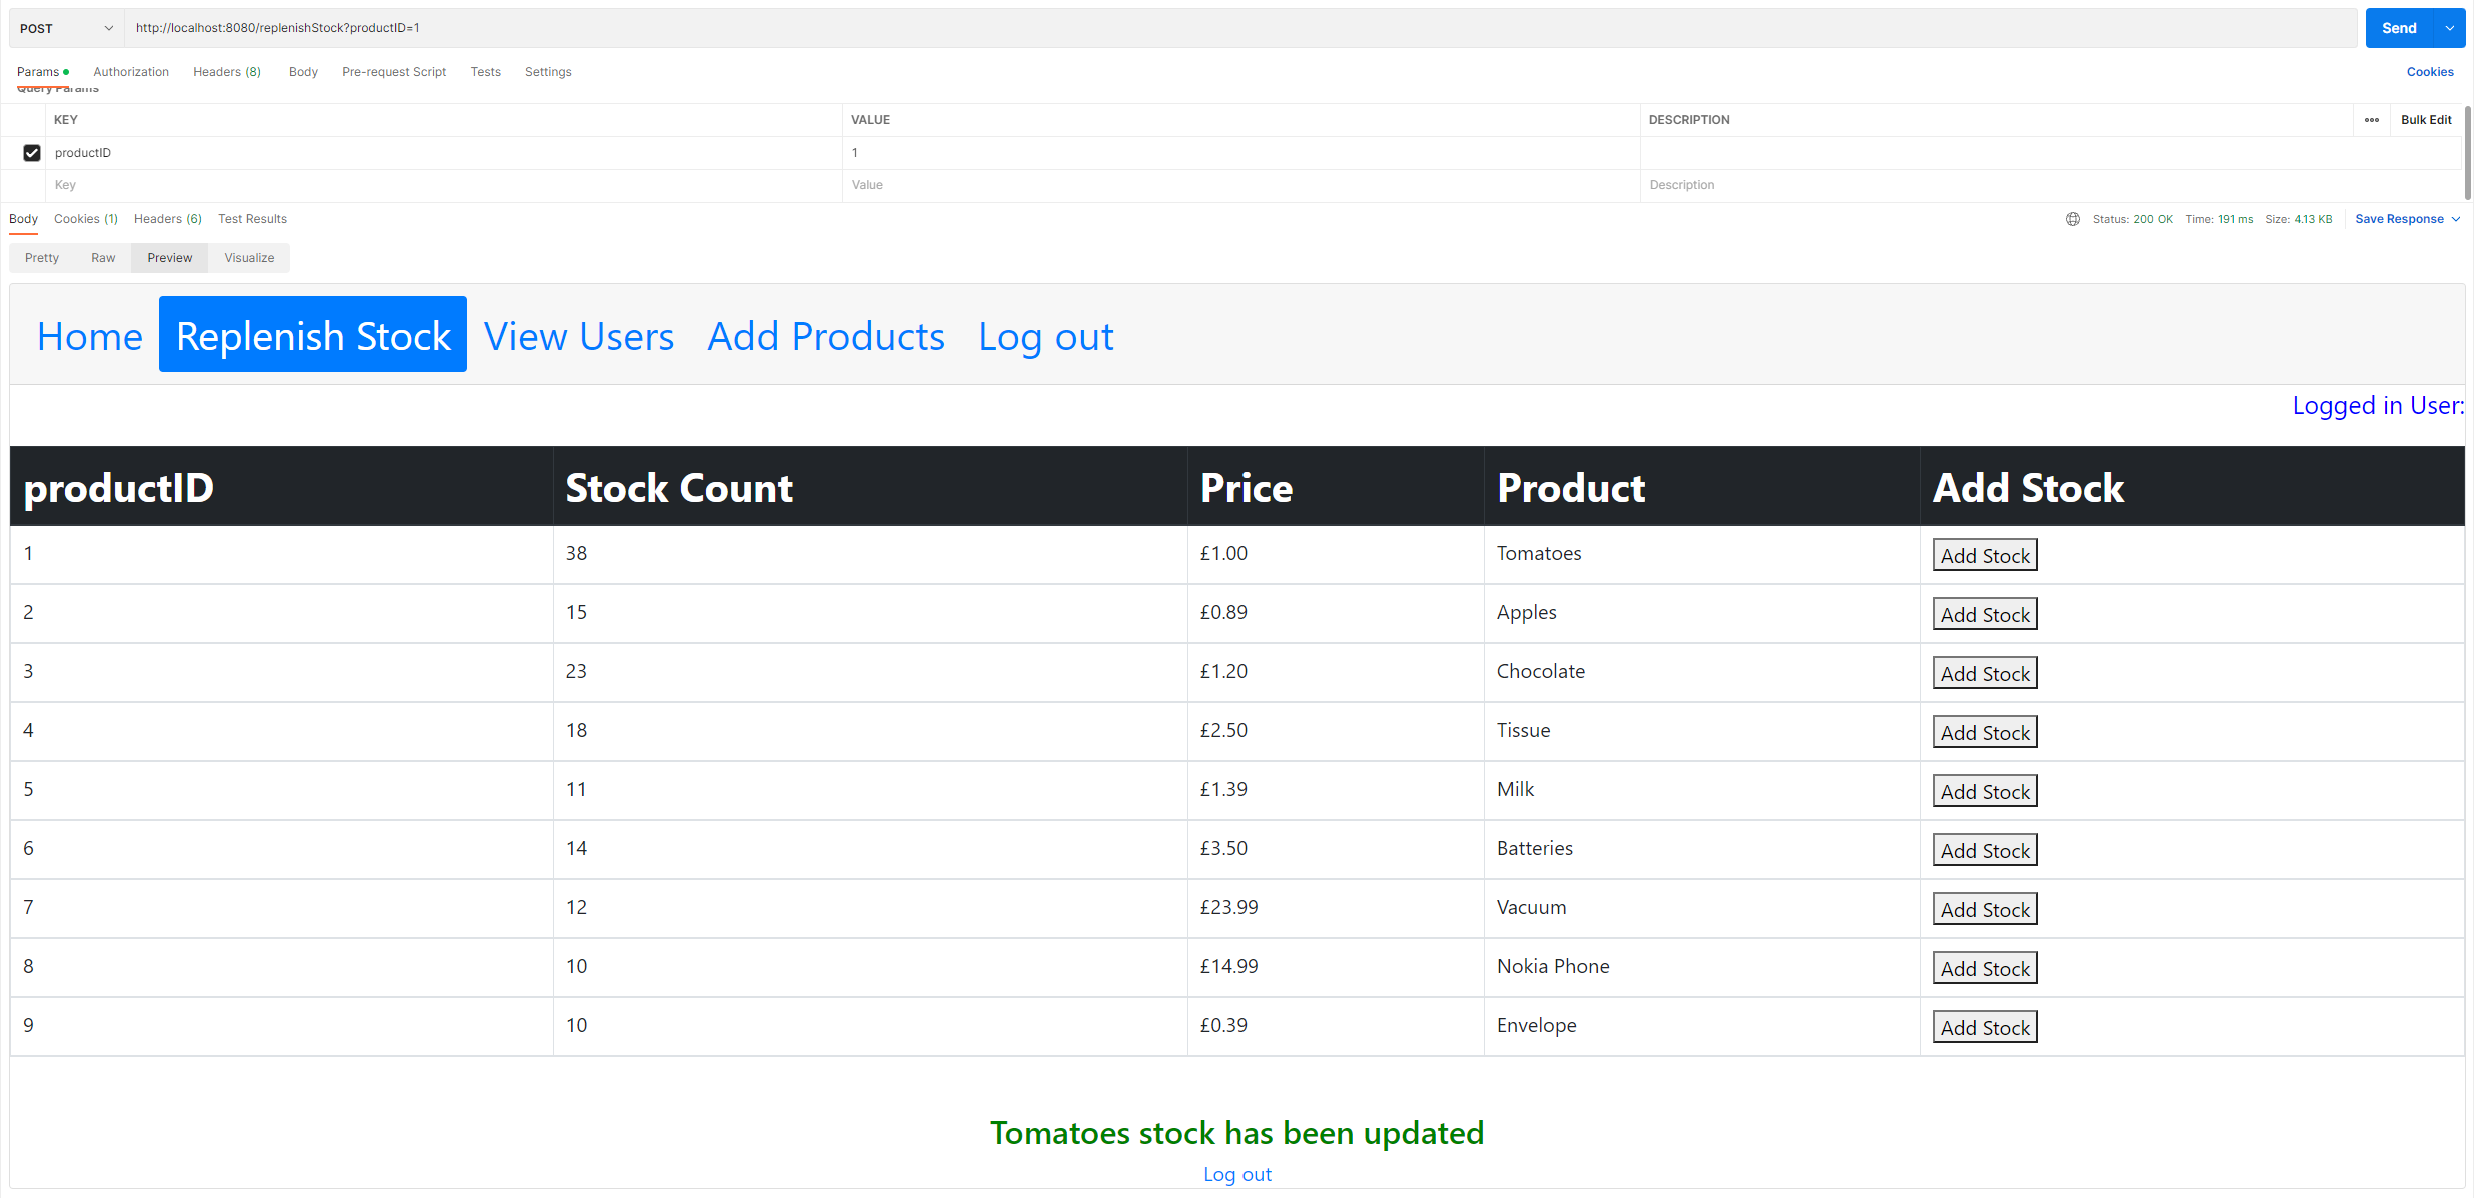 POST http://localhost:8080/replenishStock?productID=1 Send
Params Authorization Headers (8) Body Pre-request Script Tests Settings Cookies
Query Params
KEY VALUE DESCRIPTION Bulk Edit
productID 1
Key Value Description
Body Cookies (1) Headers (6) Test Results Status: 200 OK Time: 191 ms Size: 4.13 KB Save Response
Pretty Raw Preview Visualize
Home Replenish Stock View Users Add Products Log out
Logged in User:
productID Stock Count Price Product Add Stock
1 38 £1.00 Tomatoes Add Stock
2 15 £0.89 Apples Add Stock
3 23 £1.20 Chocolate Add Stock
4 18 £2.50 Tissue Add Stock
5 11 £1.39 Milk Add Stock
6 14 £3.50 Batteries Add Stock
7 12 £23.99 Vacuum Add Stock
8 10 £14.99 Nokia Phone Add Stock
9 10 £0.39 Envelope Add Stock
Tomatoes stock has been updated
Log out